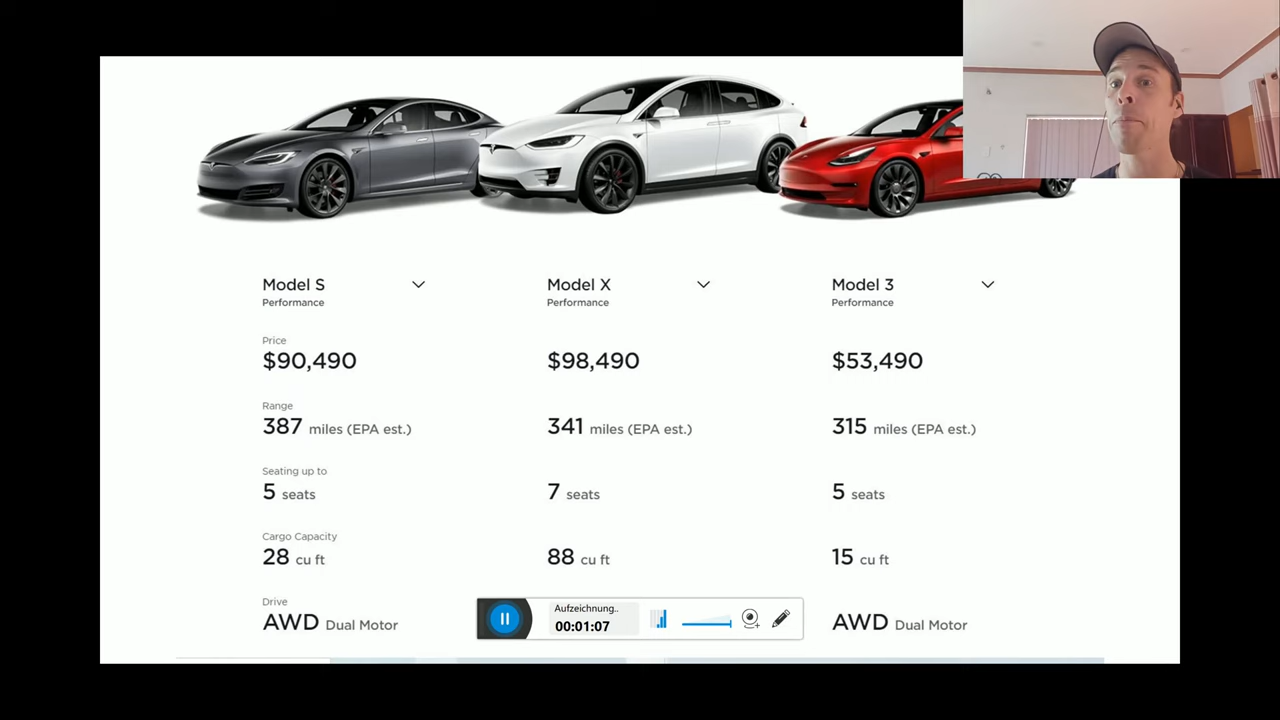 Model S
Performance
Model X
Performance
Model 3
Performance
Price
$90,490
$98,490
$53,490
Range
387 miles (EPA est.)
341 miles (EPA est.)
315 miles (EPA est.)
Seating up to
5 seats
7 seats
5 seats
Cargo Capacity
28 cu ft
88 cu ft
15 cu ft
Drive
AWD Dual Motor
AWD Dual Motor
Aufzeichnung..
00:01:07